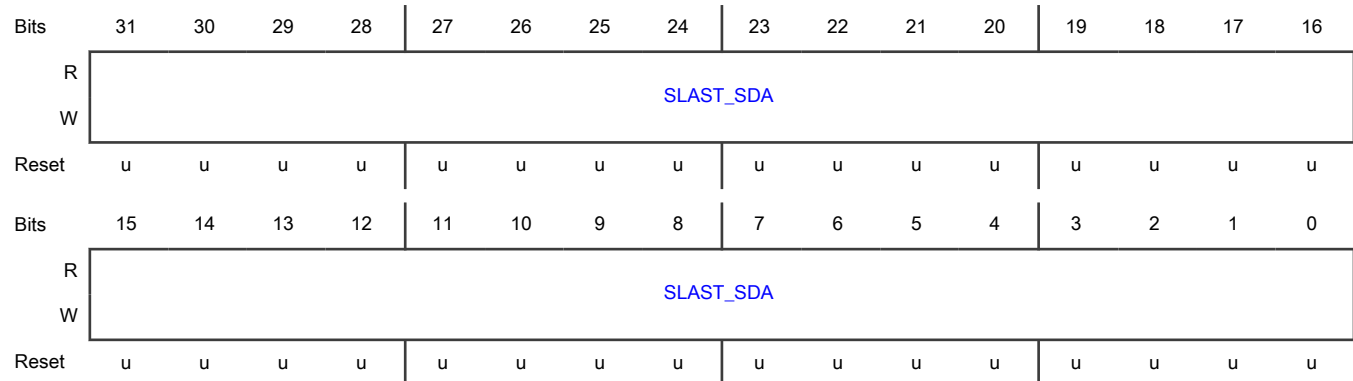 Bits 31 30 29 28 27 26 25 24 23 22 21 20 19 18 17 16
R
SLAST_SDA
W
Reset u u u u u u u u u u u u u u u u
Bits 15 14 13 12 11 10 9 8 7 6 5 4 3 2 1 0
R
SLAST_SDA
W
Reset u u u u u u u u u u u u u u u u